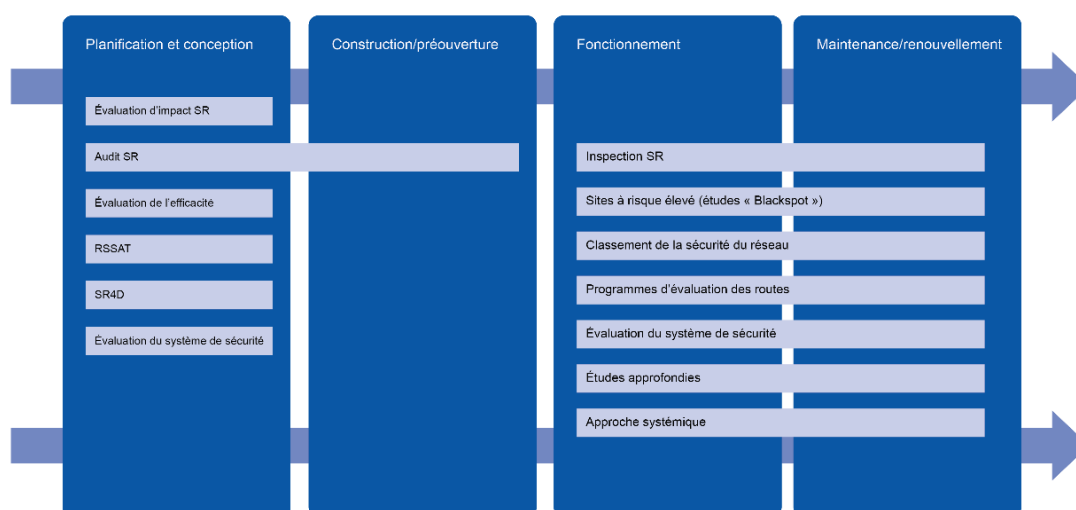 Planification et conception
Construction/préouverture
Fonctionnement
Maintenance/renouvellement
Évaluation d'impact SR
Audit SR
Évaluation de l'efficacité
RSSAT
SR4D
Évaluation du système de sécurité
Inspection SR
Sites à risque élevé (études « Blackspot »)
Classement de la sécurité du réseau
Programmes d'évaluation des routes
Évaluation du système de sécurité
Études approfondies
Approche systémique